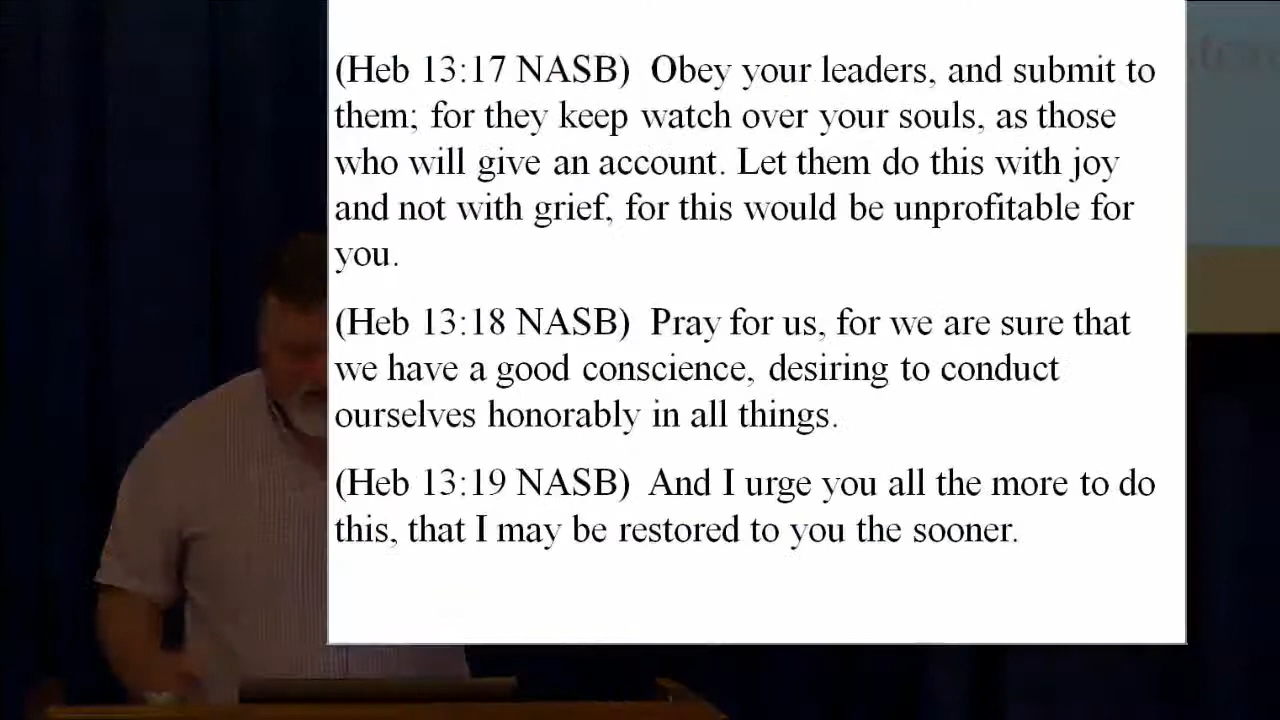 (Heb 13:17 NASB)  Obey your leaders, and submit to
them; for they keep watch over your souls, as those
who will give an account. Let them do this with joy
and not with grief, for this would be unprofitable for
you.
(Heb 13:18 NASB)  Pray for us, for we are sure that
we have a good conscience, desiring to conduct
ourselves honorably in all things.
(Heb 13:19 NASB)  And I urge you all the more to do
this, that I may be restored to you the sooner.